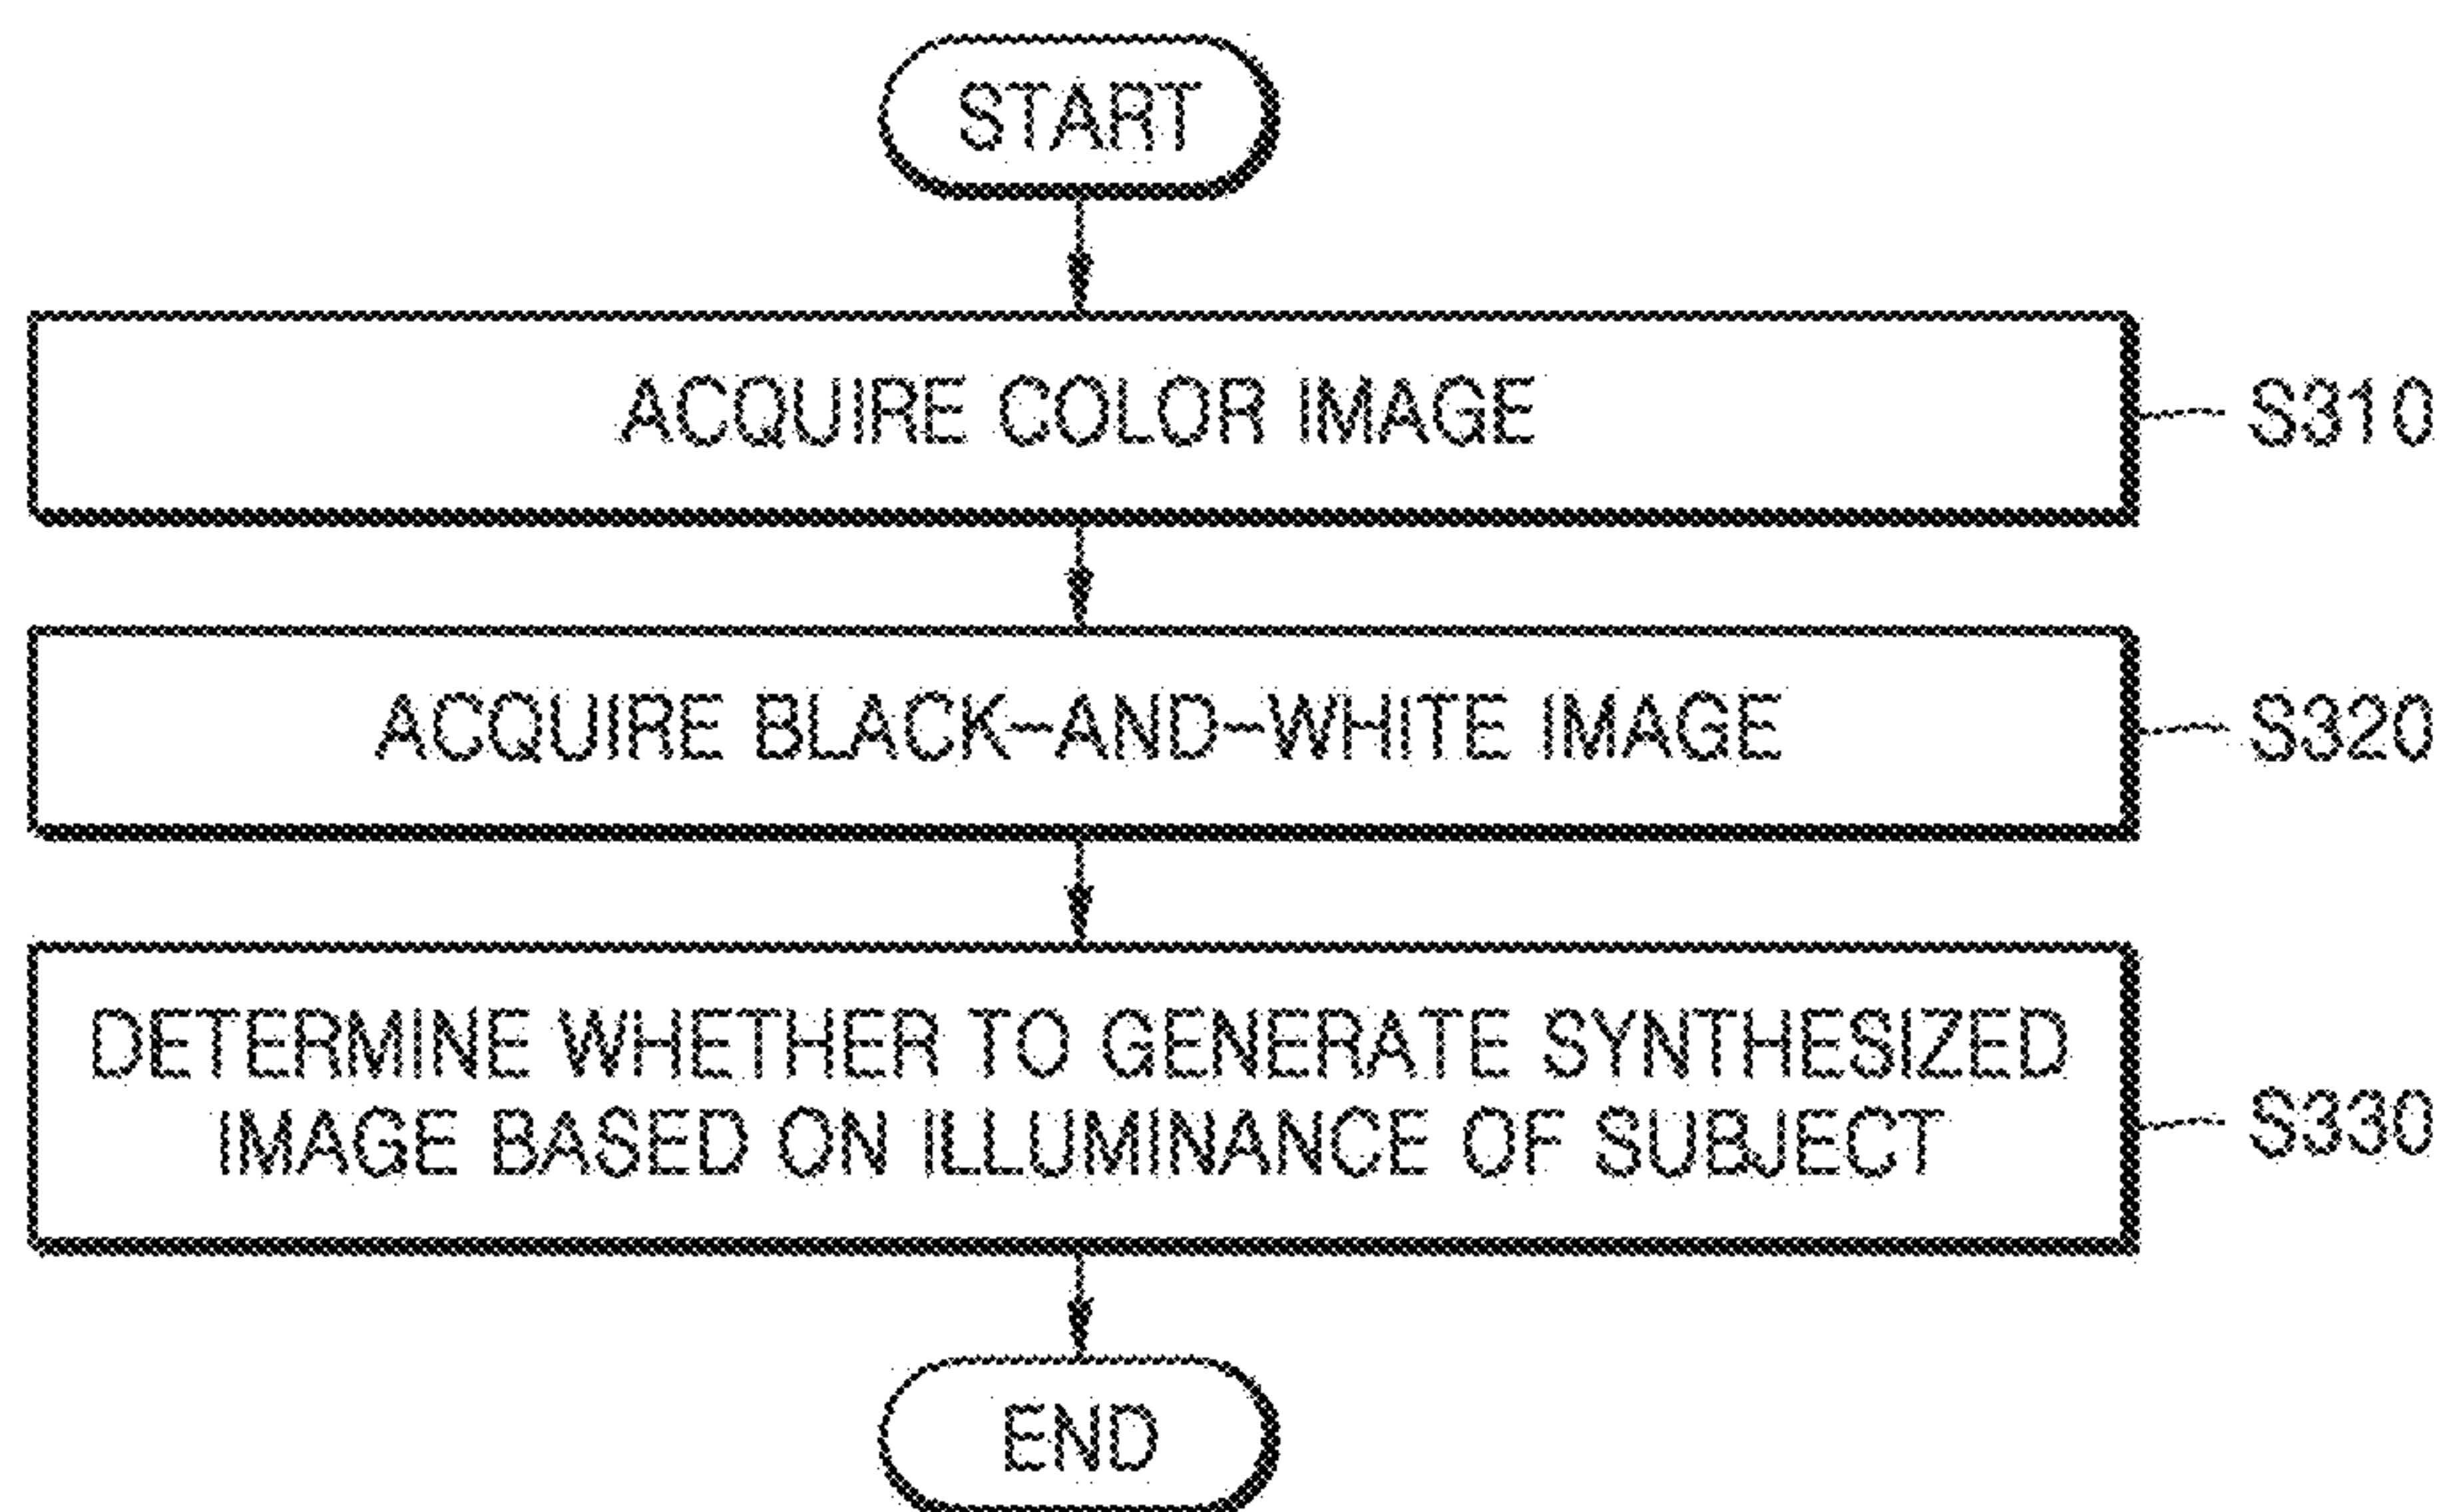 START
ACQUIRE COLOR IMAGE
S310
ACQUIRE BLACK-AND-WHITE IMAGE
S320
DETERMINE WHETHER TO GENERATE SYNTHESIZED
IMAGE BASED ON ILLUMINANCE OF SUBJECT
S330
END